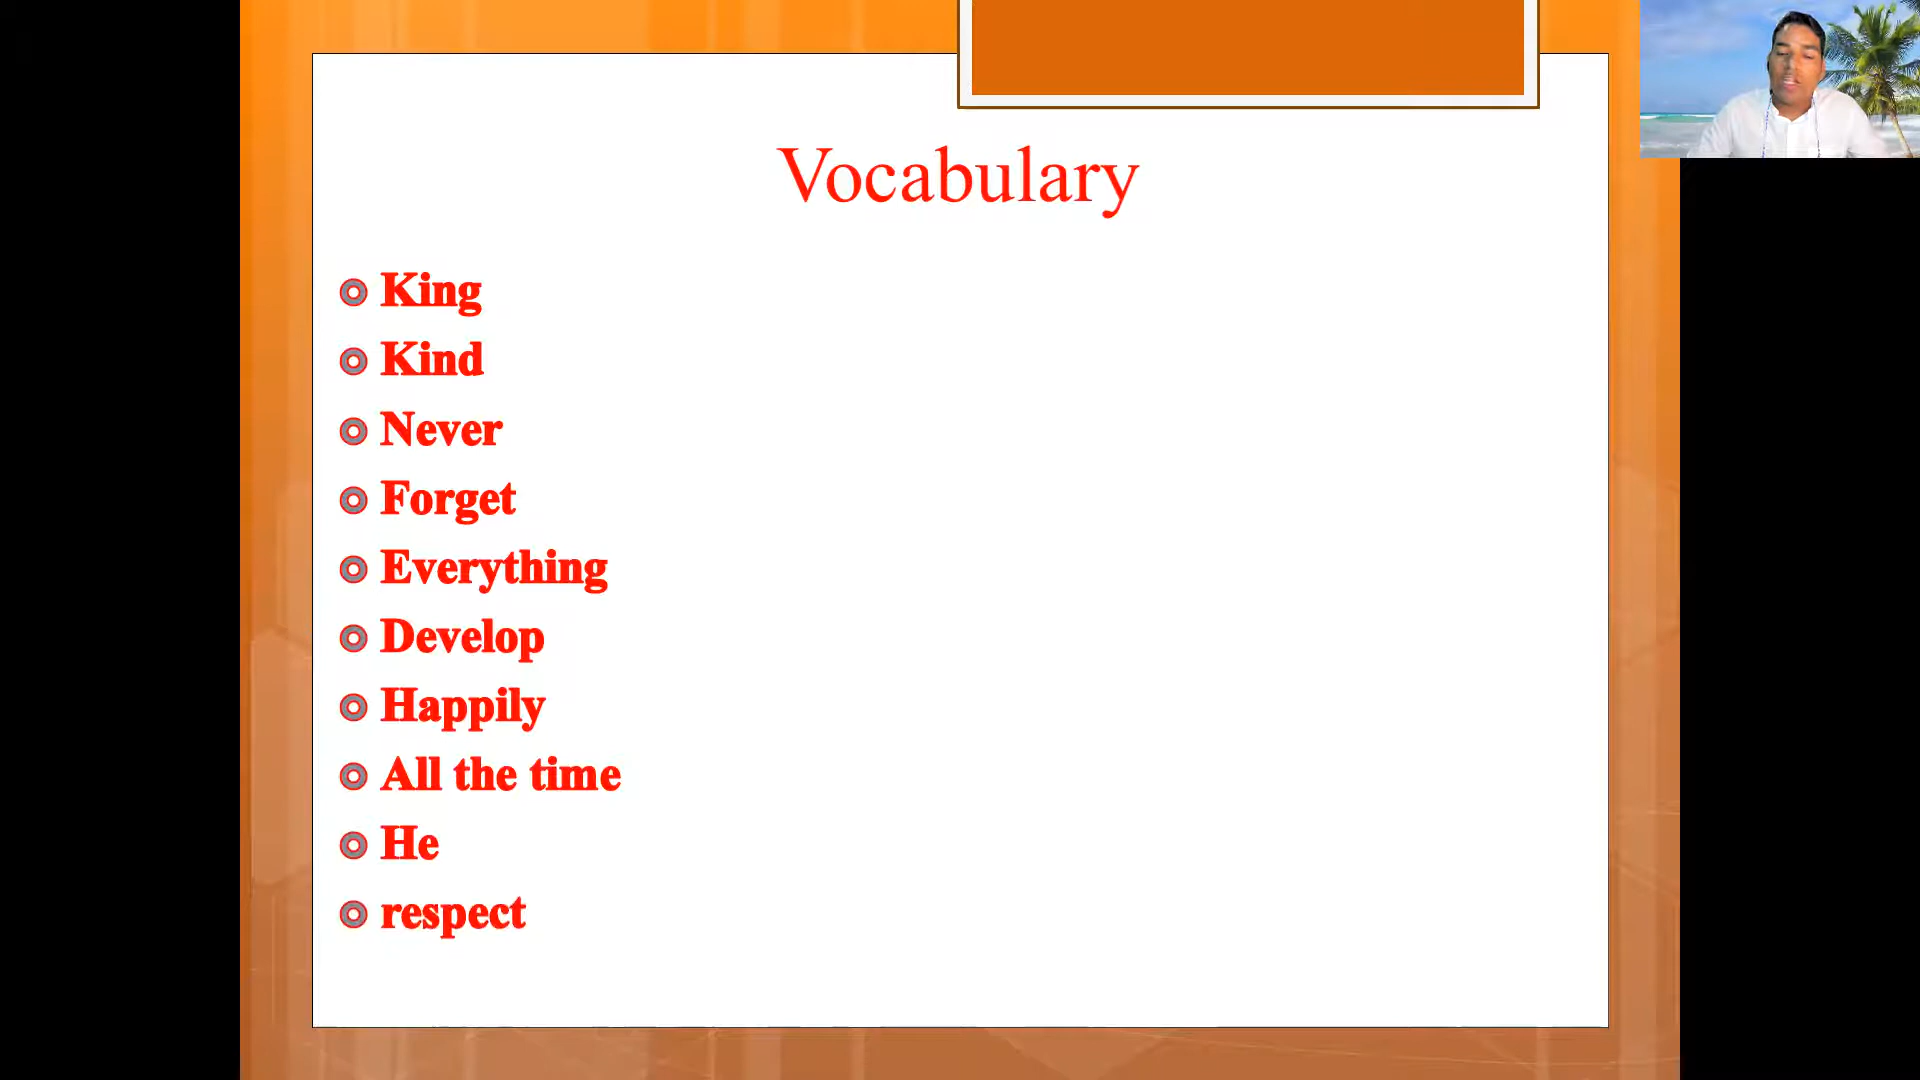 Vocabulary
King
Kind
Never
Forget
Everything
Develop
Happily
All the time
He
respect